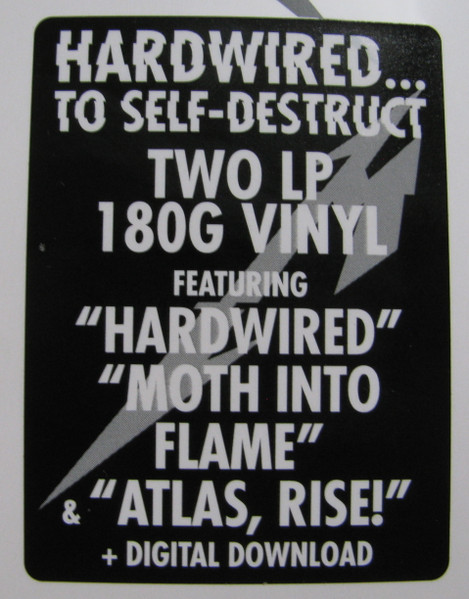 HARDWIRED...
TO SELF-DESTRUCT
TWO LP
180G VINYL
FEATURING
“HARDWIRED”
“MOTH INTO
FLAME”
& “ATLAS, RISE!”
+ DIGITAL DOWNLOAD